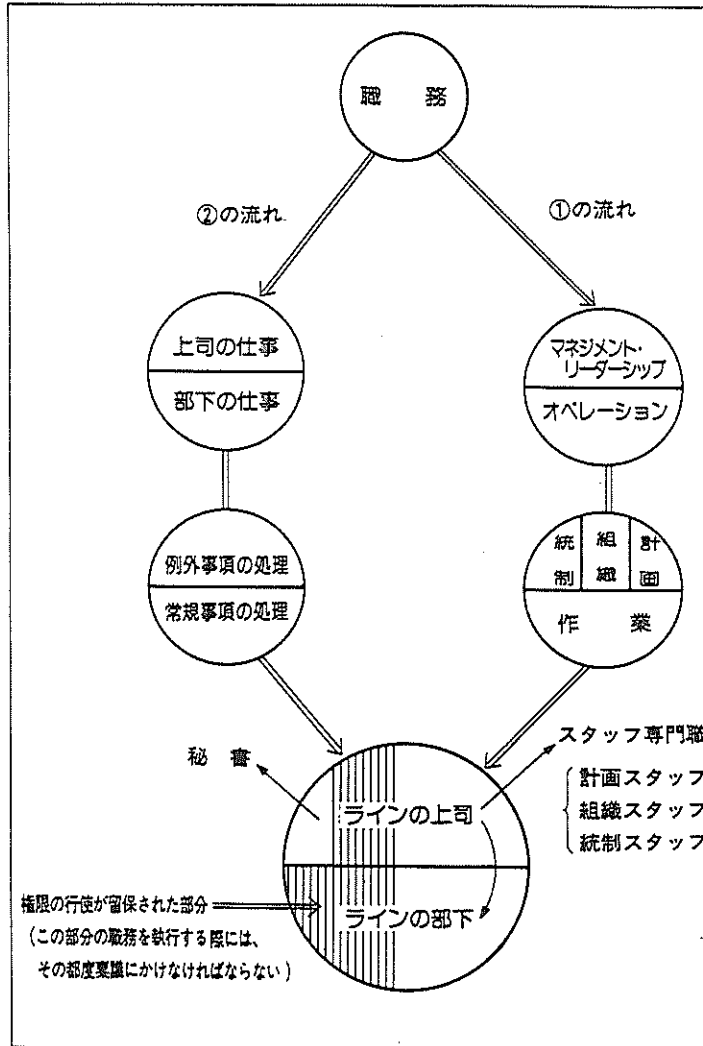 職務
②の流れ
①の流れ
上司の仕事
部下の仕事
マネジメント・
リーダーシップ
オペレーション
例外事項の処理
常規事項の処理
統制
組織
計画
作業
秘書
スタッフ専門職
計画スタッフ
組織スタッフ
統制スタッフ
ラインの上司
ラインの部下
権限の行使が留保された部分
(この部分の職務を執行する際には、
その都度稟議にかけなければならない)